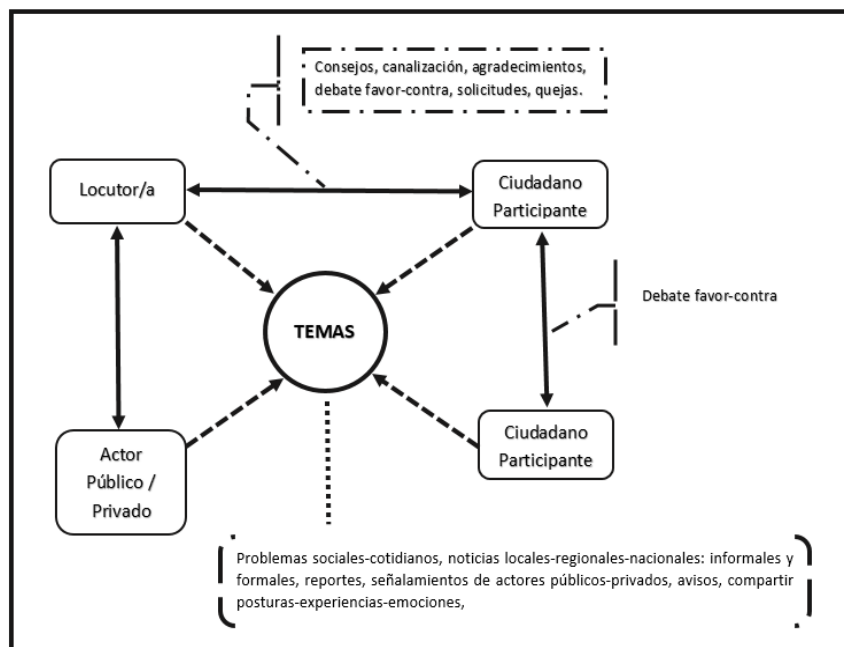 Consejos, canalización, agradecimientos,
debate favor-contra, solicitudes, quejas.
Locutor/a
Ciudadano
Participante
TEMAS
Debate favor-contra
Actor
Público /
Privado
Ciudadano
Participante
Problemas sociales-cotidianos, noticias locales-regionales-nacionales: informales y
formales, reportes, señalamientos de actores públicos-privados, avisos, compartir
posturas-experiencias-emociones,